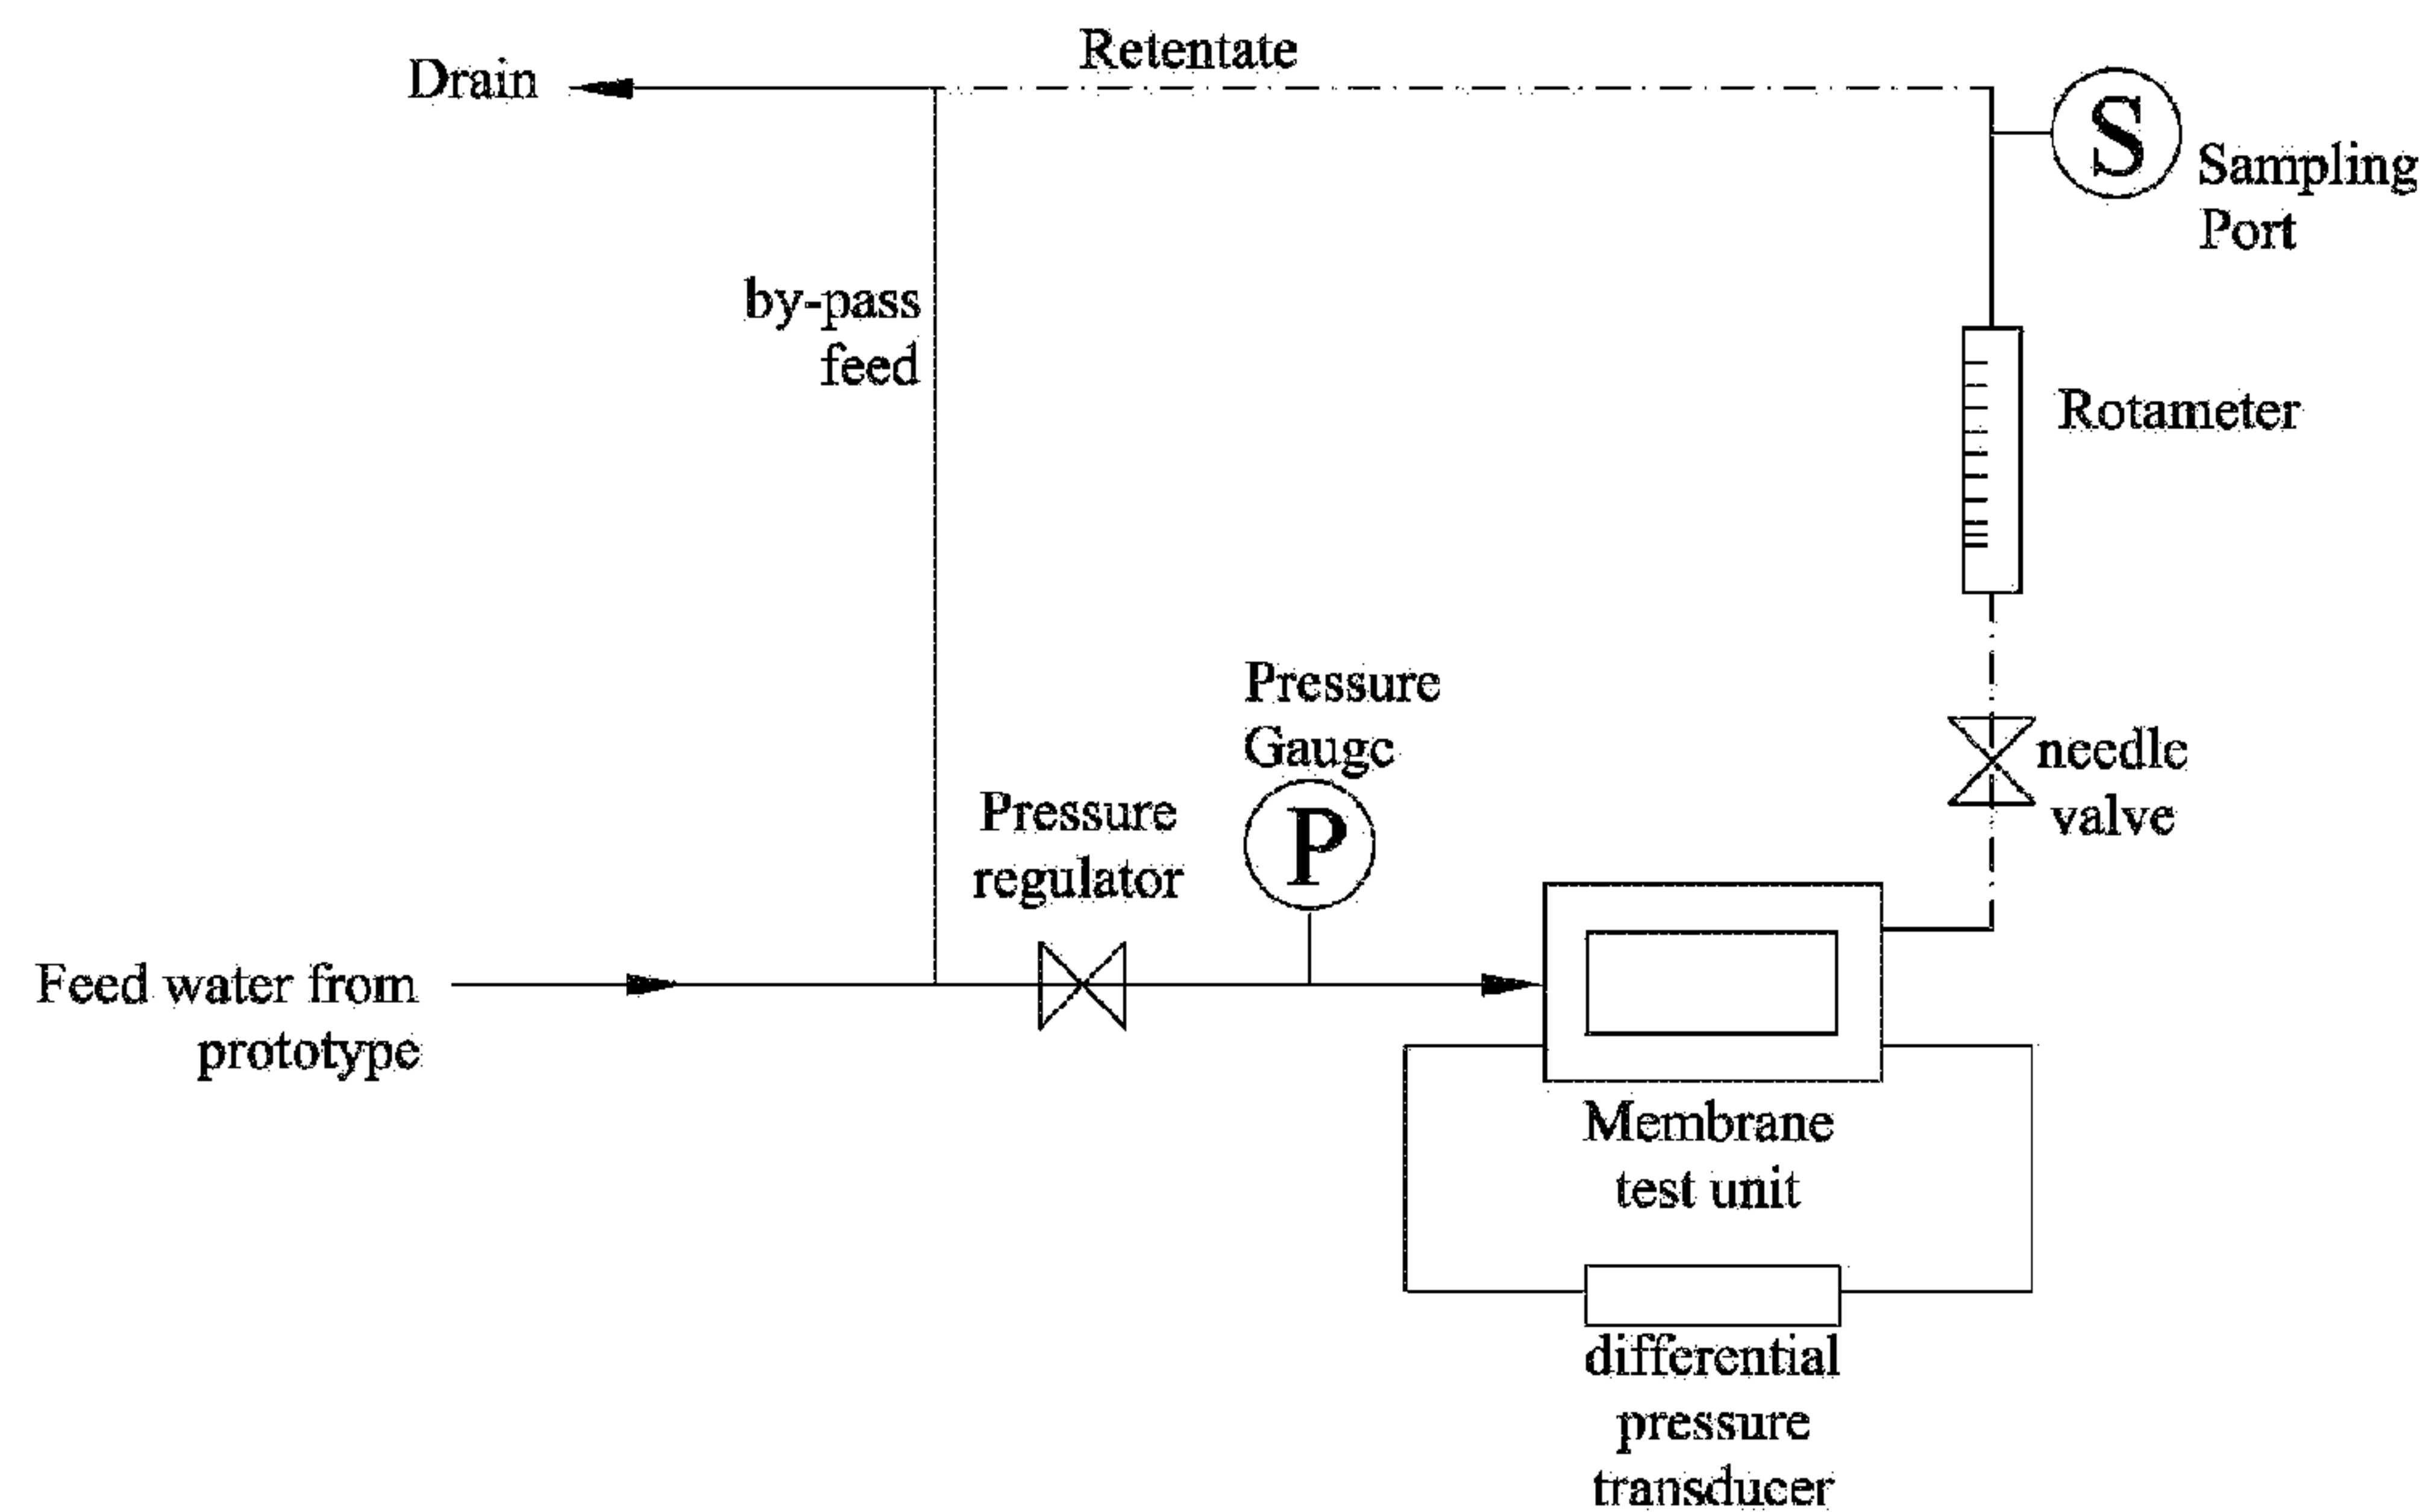 Retentate
Drain
S
Sampling
Port
by-pass
feed
Rotameter
Pressure
Gauge
P
needle
valve
Pressure
regulator
Feed water from
prototype
Membrane
test unit
differential
pressure
transducer